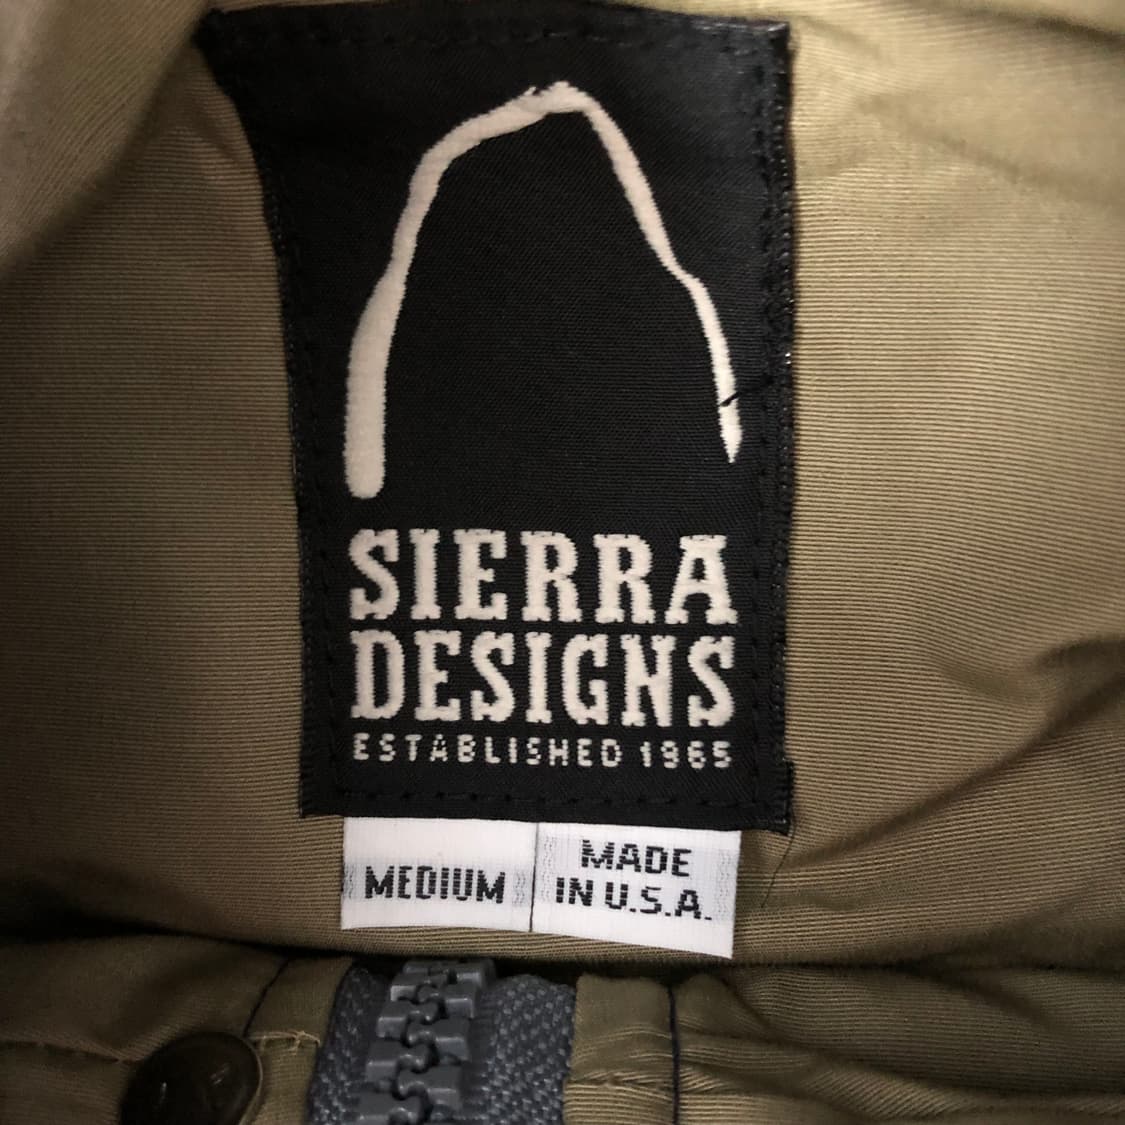 SIERRA
DESIGNS
ESTABLISHED 1965
MEDIUM
MADE
IN U.S.A.